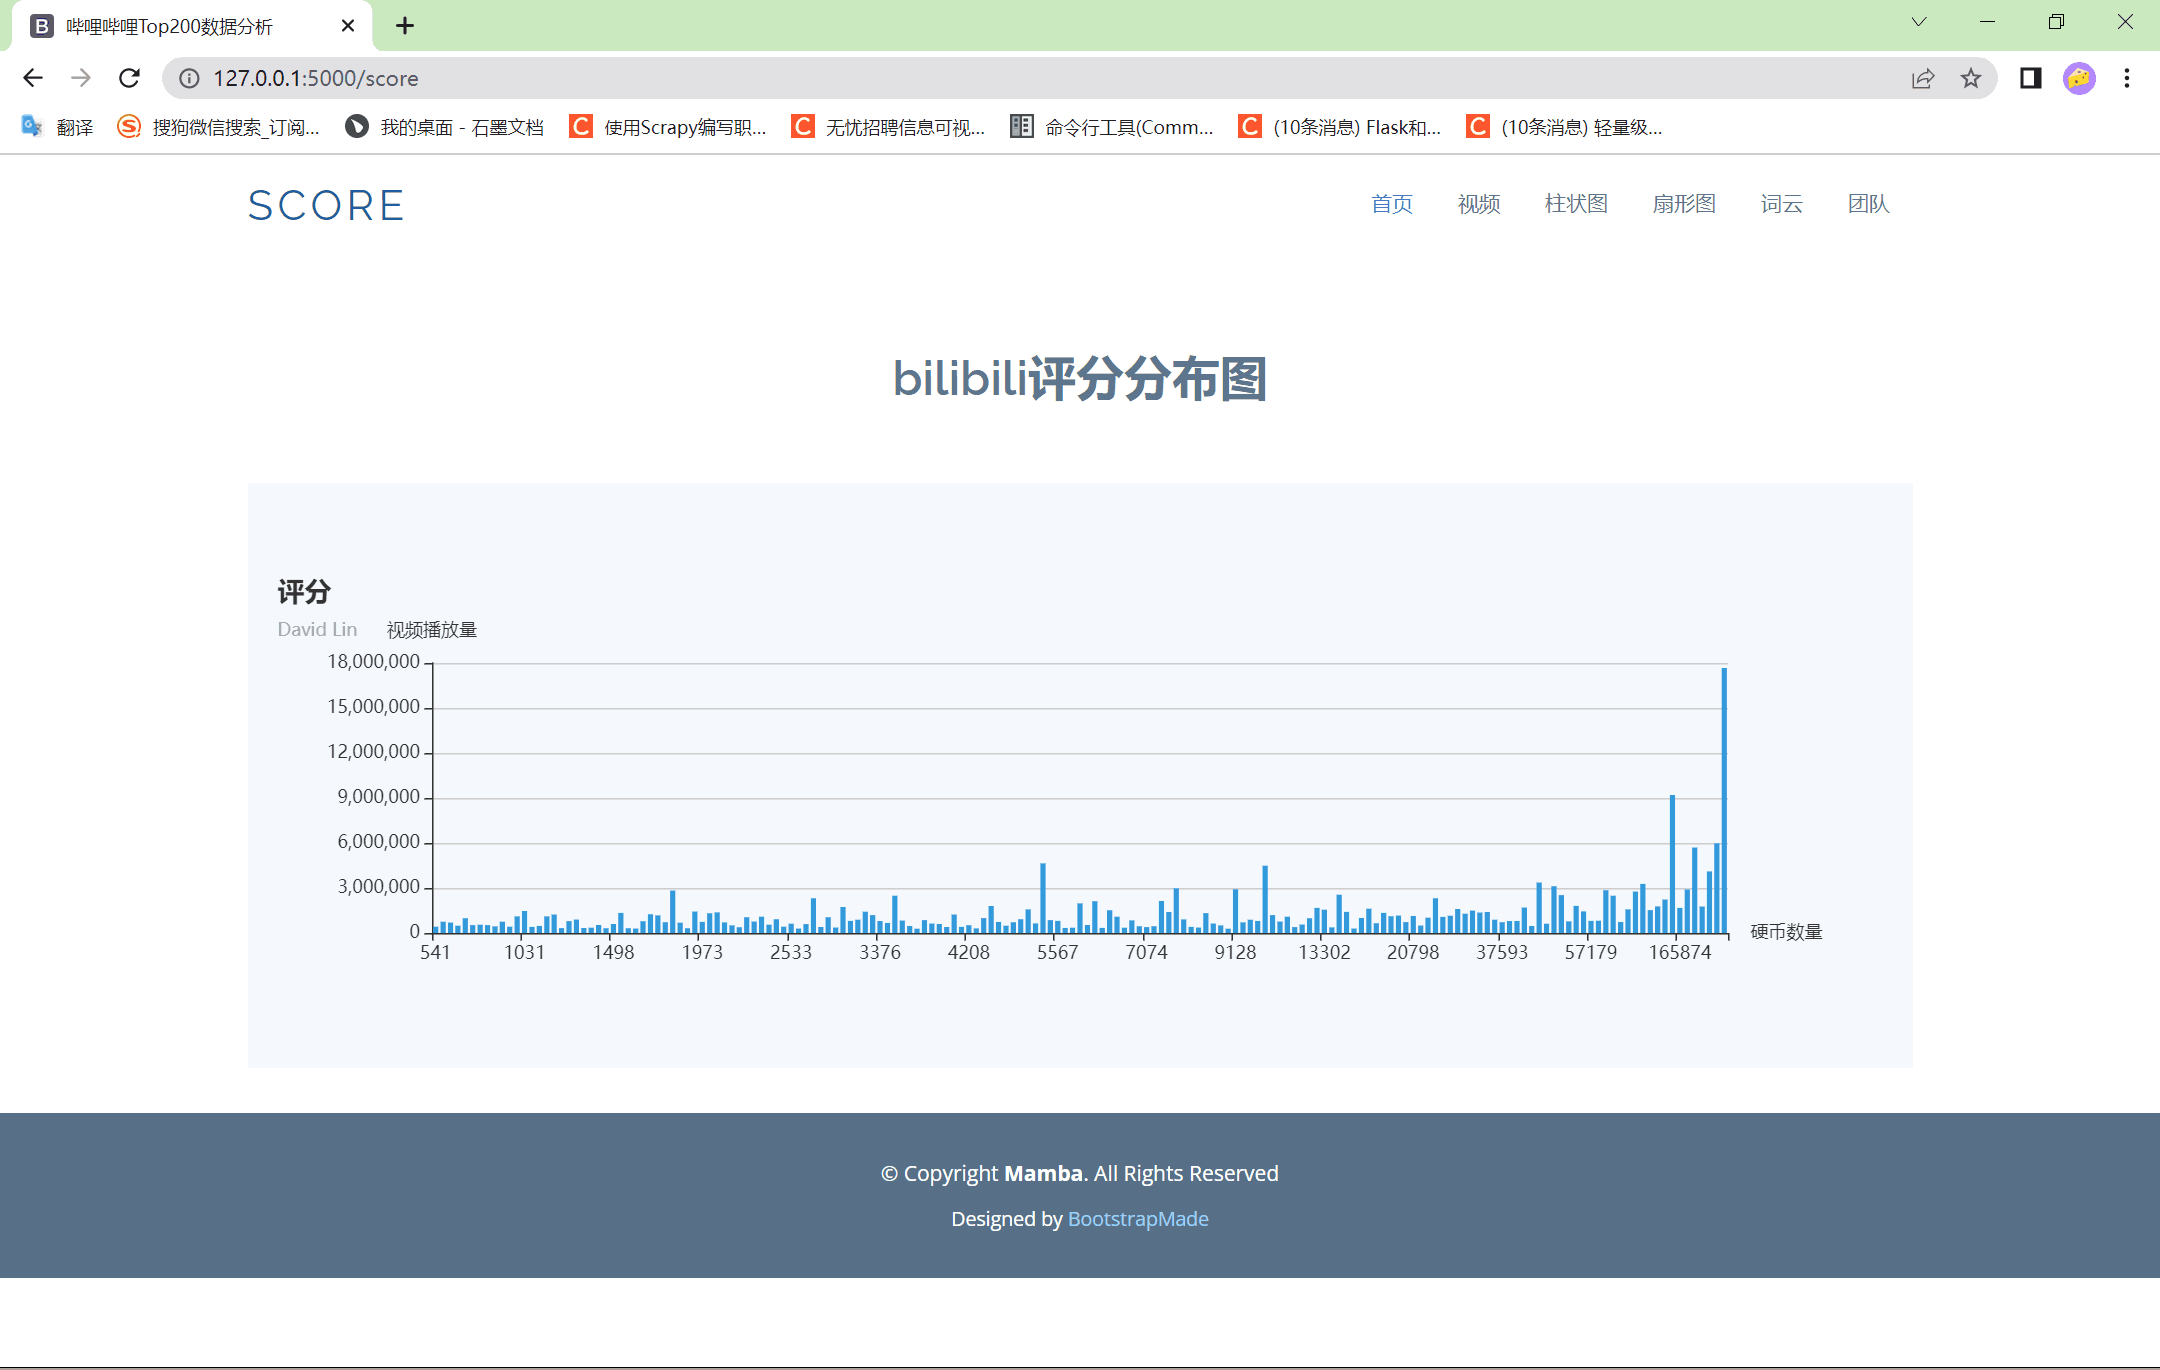 哔哩哔哩Top200数据分析
127.0.0.1:5000/score
翻译
搜狗微信搜索_订阅...
我的桌面 - 石墨文档
使用Scrapy编写职...
无忧招聘信息可视...
命令行工具(Comm...
(10条消息) Flask和...
(10条消息) 轻量级...
SCORE
首页 视频 柱状图 扇形图 词云 团队
bilibili评分分布图
评分
David Lin 视频播放量
18,000,000
15,000,000
12,000,000
9,000,000
6,000,000
3,000,000
0
541 1031 1498 1973 2533 3376 4208 5567 7074 9128 13302 20798 37593 57179 165874
硬币数量
© Copyright Mamba. All Rights Reserved
Designed by BootstrapMade